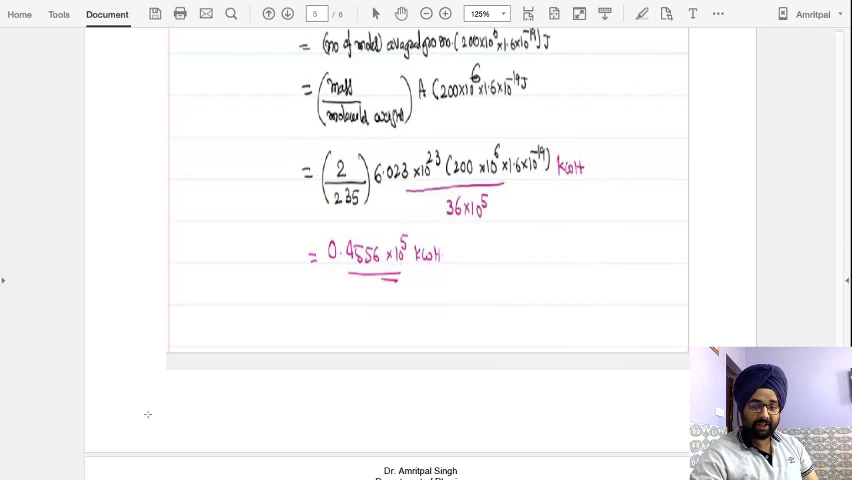 Home Tools Document 5 / 6 125% Amritpal
= (no of moles) avagadro no. (200×10⁶×1.6×10⁻¹⁹) J
= (mass / molecular weight) A (200×10⁶×1.6×10⁻¹⁹J
= (2 / 235) 6.023 ×10²³ (200 ×10⁶×1.6×10⁻¹⁹) kWH
36×10⁵
= 0.4556 ×10⁵ kWH
Dr. Amritpal Singh